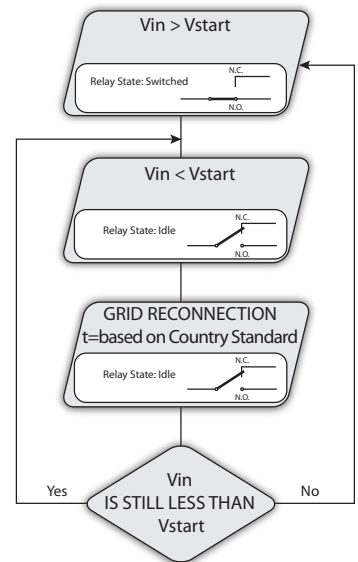 Vin > Vstart
N.C.
Relay State: Switched
N.O.
Vin < Vstart
N.C.
Relay State: Idle
N.O.
GRID RECONNECTION
t=based on Country Standard
N.C.
Relay State: Idle
N.O.
Yes
Vin
No
IS STILL LESS THAN
Vstart